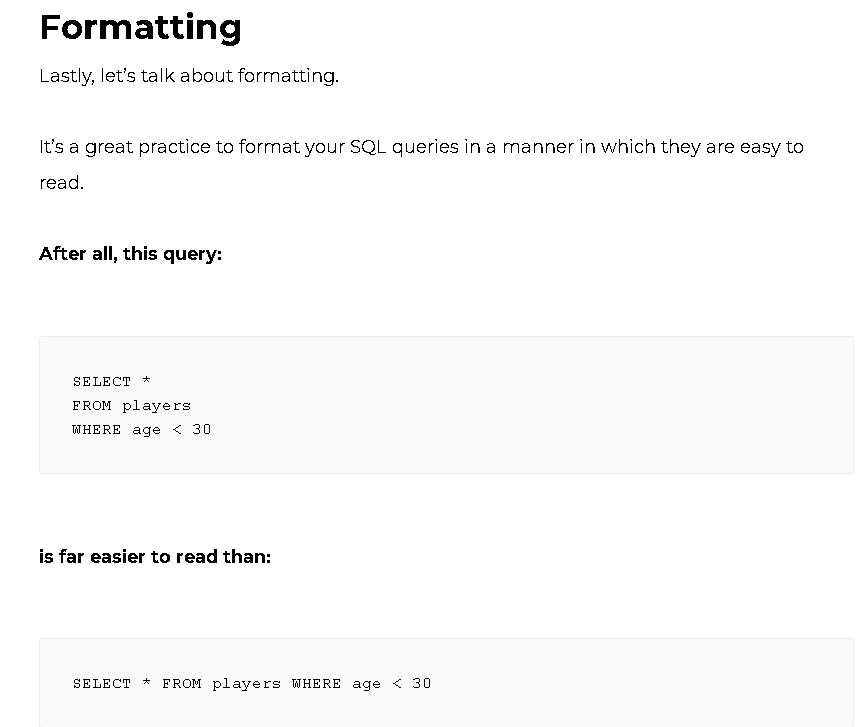 Formatting
Lastly, let’s talk about formatting.
It’s a great practice to format your SQL queries in a manner in which they are easy to
read.
After all, this query:
SELECT *
FROM players
WHERE age < 30
is far easier to read than:
SELECT * FROM players WHERE age < 30